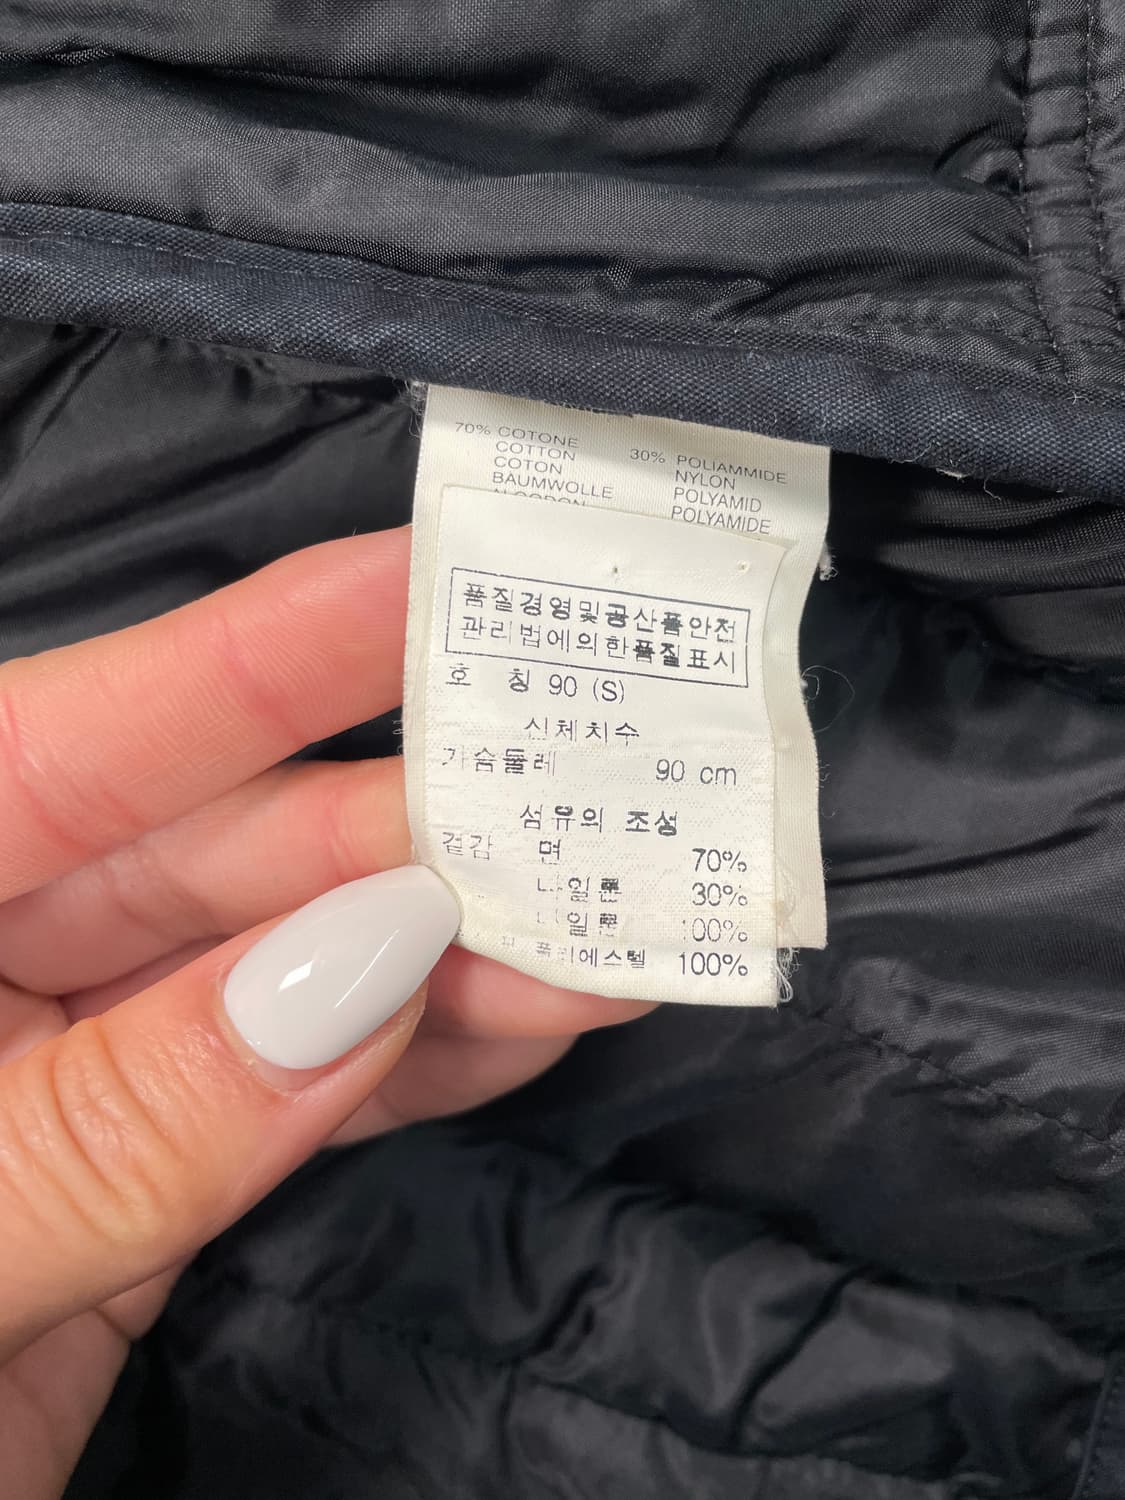 70% COTONE
COTTON
COTON
BAUMWOLLE
30% POLIAMMIDE
NYLON
POLYAMID
POLYAMIDE
품질경영및공산품안전
관리법에의한품질표시
호 칭 90 (S)
신체치수
가슴둘레 90 cm
섬유의 조성
겉감 면 70%
나일론 30%
나일론 100%
폴리에스텔 100%